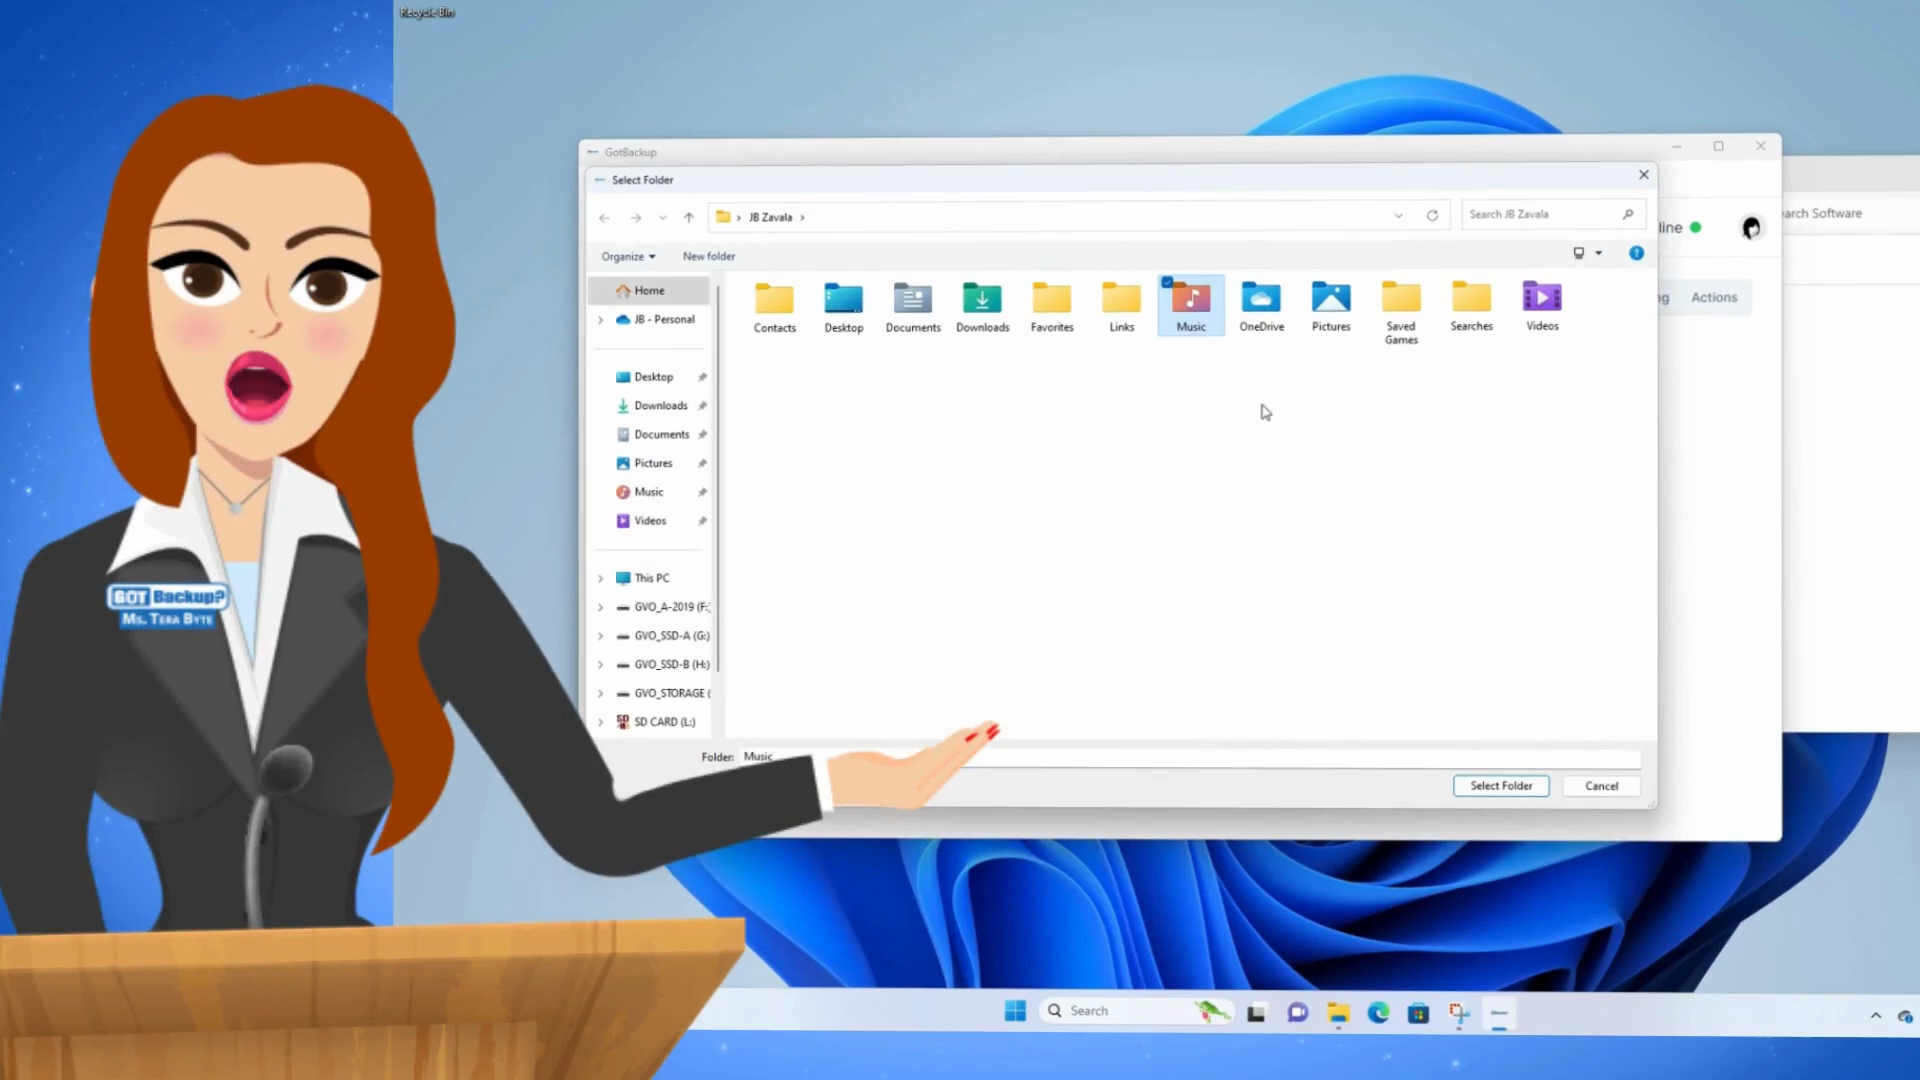 Recycle Bin
GotBackup
Select Folder
JB Zavala
Search JB Zavala
Organize
New folder
Home
JB - Personal
Desktop
Downloads
Documents
Pictures
Music
Videos
This PC
GVO_A-2019 (F:
GVO_SSD-A (G:)
GVO_SSD-B (H:)
GVO_STORAGE (
SD CARD (L:)
Contacts
Desktop
Documents
Downloads
Favorites
Links
Music
OneDrive
Pictures
Saved
Games
Searches
Videos
Folder: Music
Select Folder
Cancel
line
arch Software
ng
Actions
GOT Backup?
Ms. Tera Byte
Search